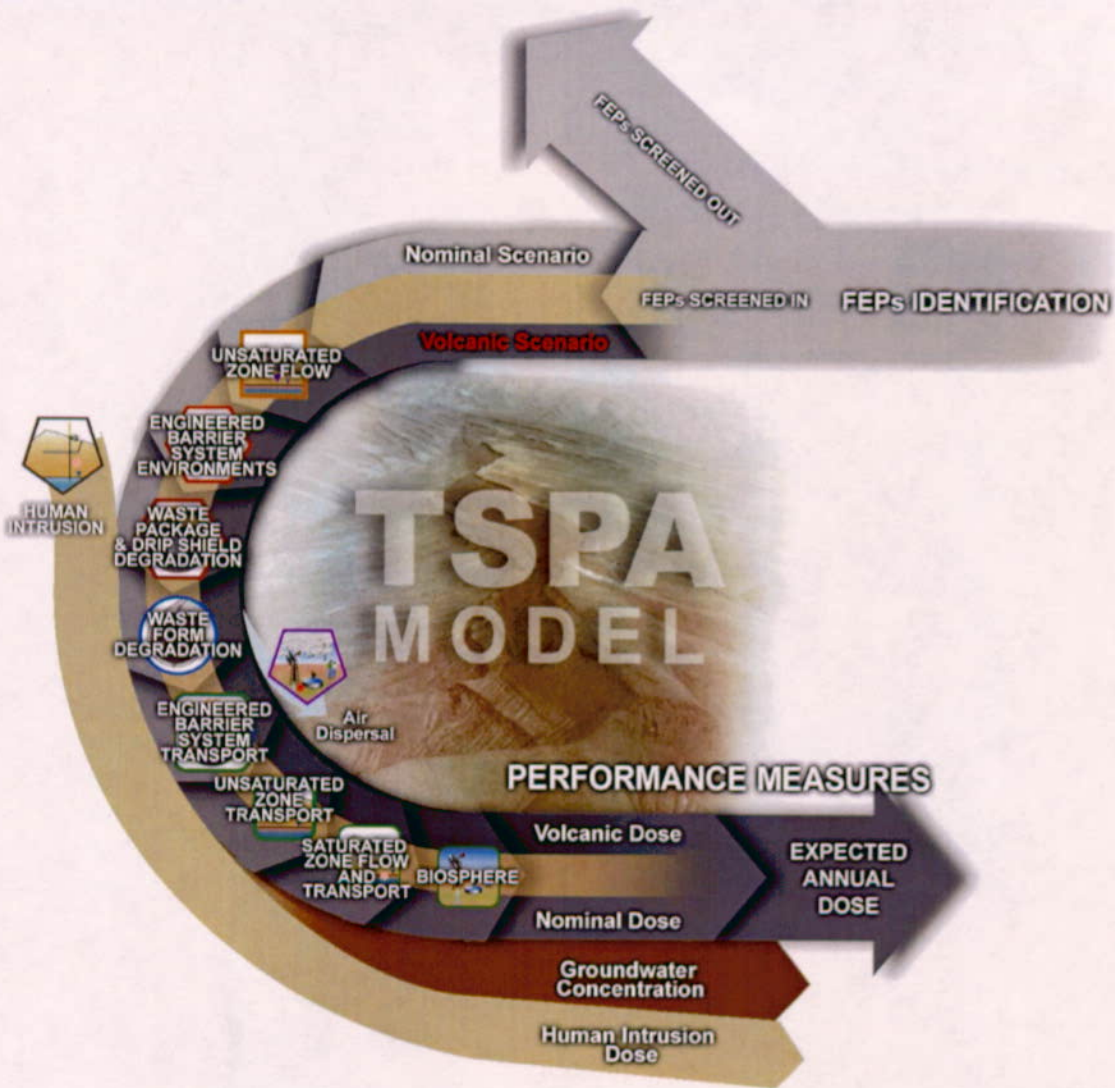 FEPs SCREENED OUT
Nominal Scenario
FEPs SCREENED IN
FEPs IDENTIFICATION
Volcanic Scenario
UNSATURATED
ZONE FLOW
ENGINEERED
BARRIER
SYSTEM
ENVIRONMENTS
HUMAN
INTRUSION
WASTE
PACKAGE
& DRIP SHIELD
DEGRADATION
TSPA
MODEL
WASTE
FORM
DEGRADATION
Air
Dispersal
ENGINEERED
BARRIER
SYSTEM
TRANSPORT
UNSATURATED
ZONE
TRANSPORT
SATURATED
ZONE FLOW
AND
TRANSPORT
BIOSPHERE
PERFORMANCE MEASURES
Volcanic Dose
Nominal Dose
EXPECTED
ANNUAL
DOSE
Groundwater
Concentration
Human Intrusion
Dose